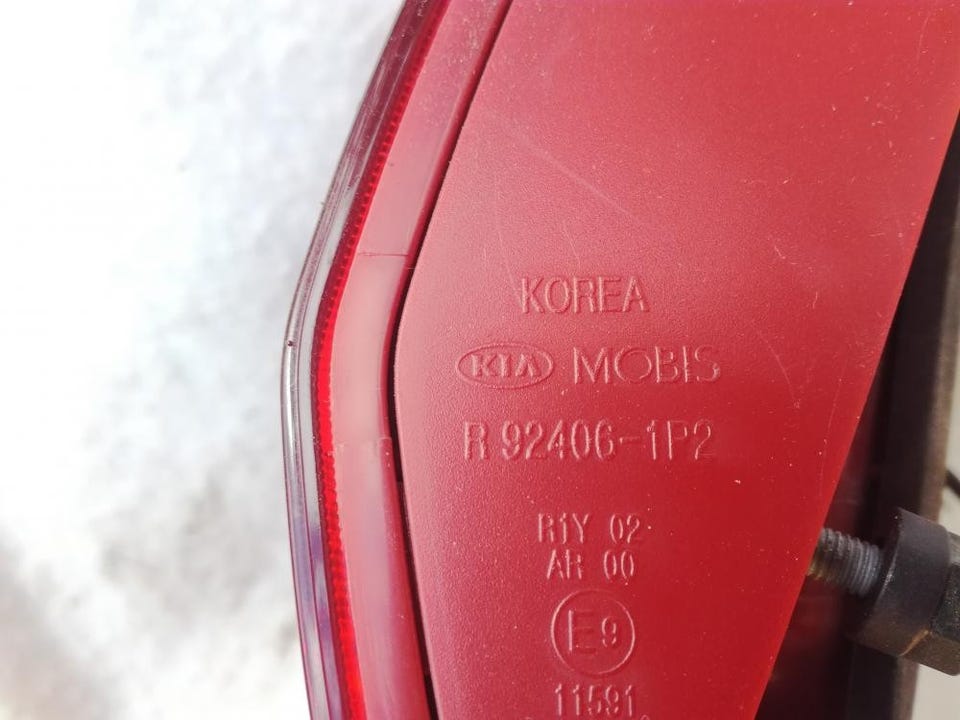 KOREA
KIA MOBIS
R 92406-1P2
R1Y 02
AR 00
E9
11591